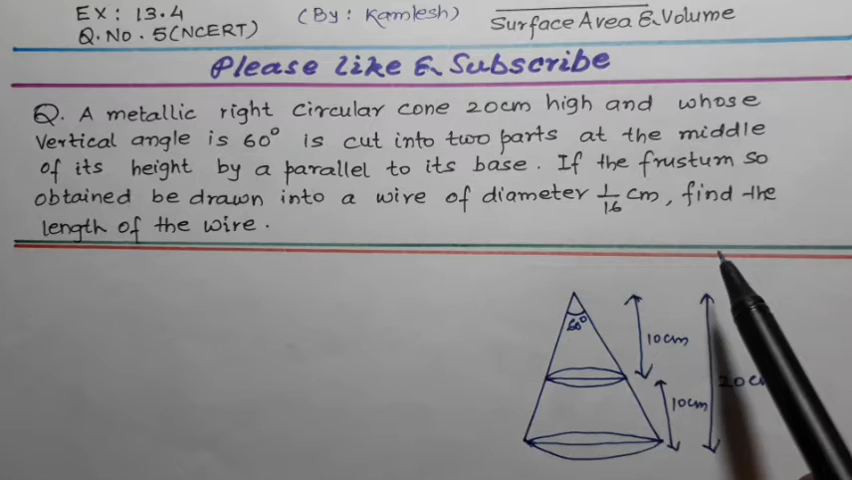 EX: 13.4 (By: Kamlesh) Surface Area & Volume
Q. No. 5(NCERT)
Please Like & Subscribe
Q. A metallic right circular cone 20cm high and whose
vertical angle is 60° is cut into two parts at the middle
of its height by a parallel to its base. If the frustum so
obtained be drawn into a wire of diameter 1/16 cm, find the
length of the wire.
60°
10cm
10cm